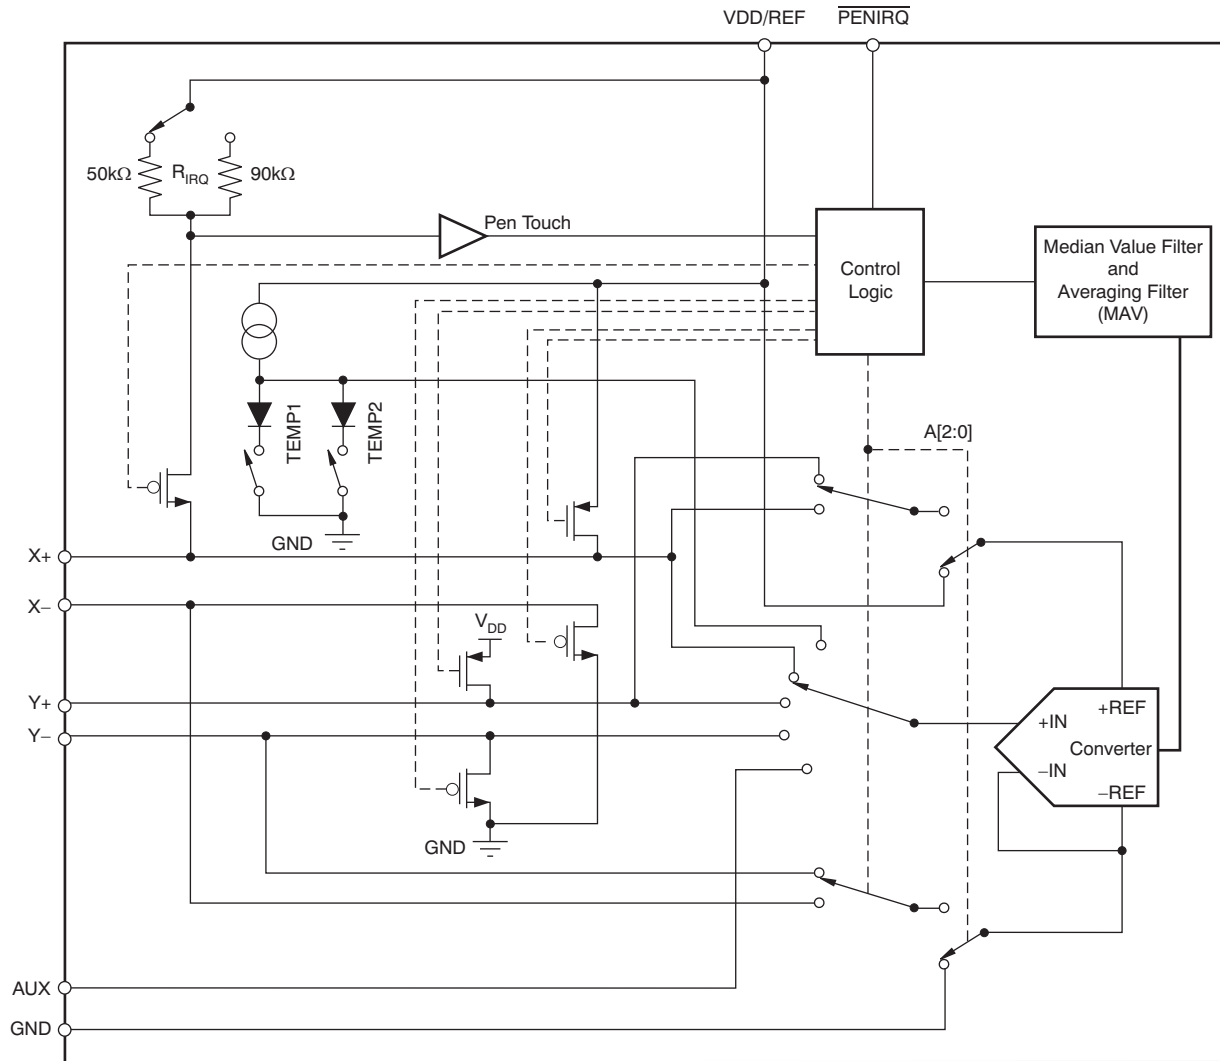 VDD/REF
PENIRQ
50kΩ
RIRQ
90kΩ
Pen Touch
Control
Logic
Median Value Filter
and
Averaging Filter
(MAV)
TEMP1
TEMP2
A[2:0]
GND
X+
X−
VDD
Y+
Y−
+IN
+REF
Converter
−IN
−REF
GND
AUX
GND